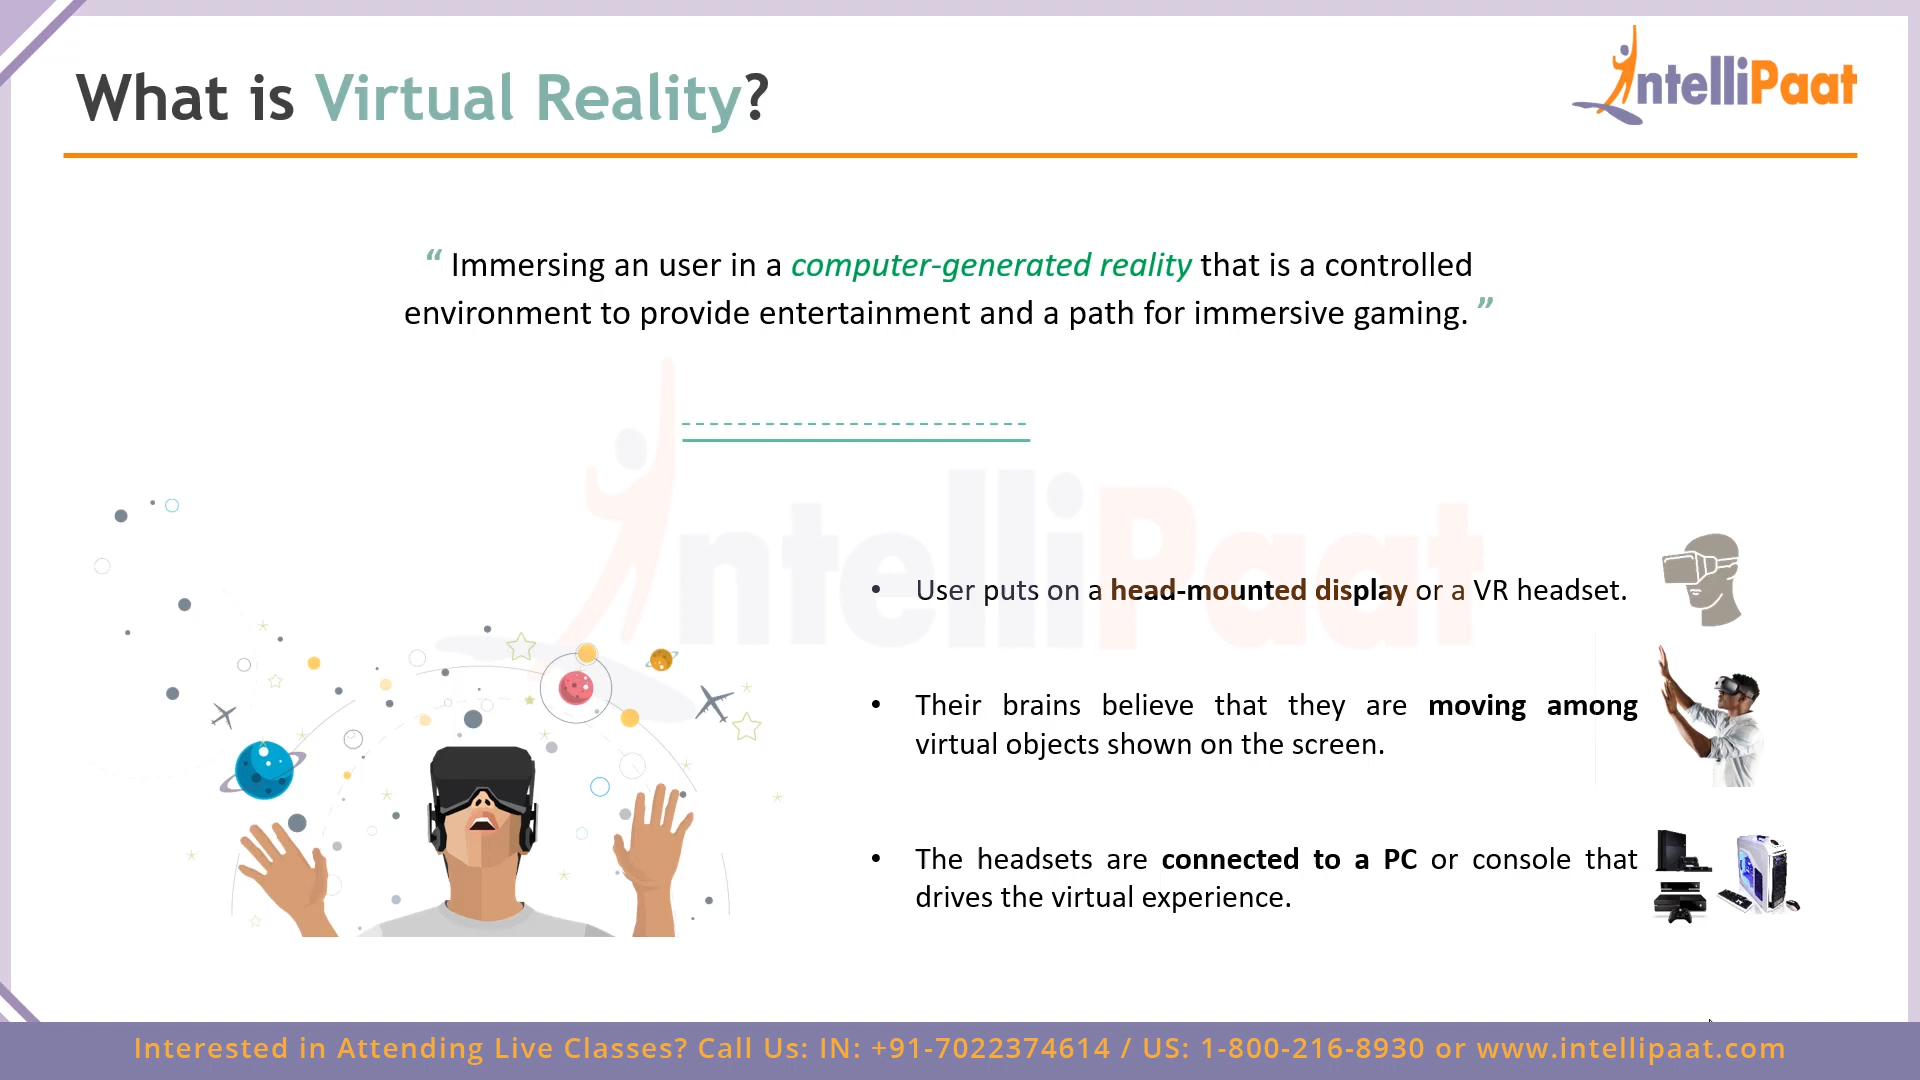 What is Virtual Reality?
IntelliPaat
“ Immersing an user in a computer-generated reality that is a controlled
environment to provide entertainment and a path for immersive gaming. ”
IntelliPaat
• User puts on a head-mounted display or a VR headset.
• Their brains believe that they are moving among
virtual objects shown on the screen.
• The headsets are connected to a PC or console that
drives the virtual experience.
Interested in Attending Live Classes? Call Us: IN: +91-7022374614 / US: 1-800-216-8930 or www.intellipaat.com